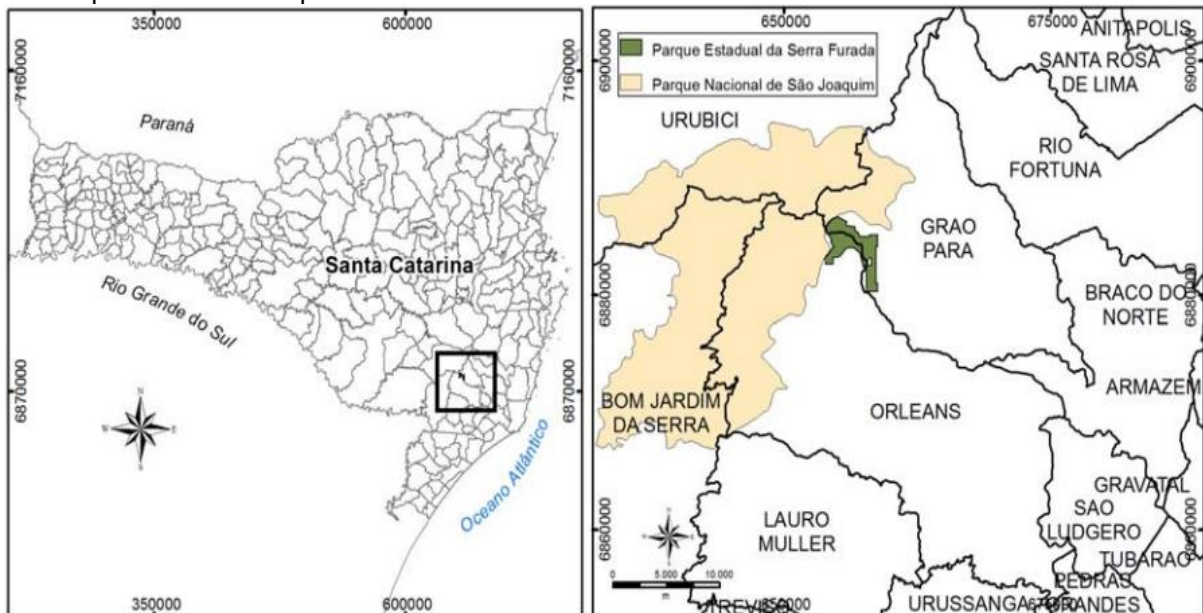 350000
600000
7160000
7160000
Paraná
Santa Catarina
Rio Grande do Sul
6870000
6870000
N
W
E
S
Oceano Atlântico
350000
600000
650000
675000
Parque Estadual da Serra Furada
Parque Nacional de São Joaquim
ANITAPOLIS
SANTA ROSA
DE LIMA
6900000
6900000
URUBICI
RIO
FORTUNA
GRAO
PARA
6880000
6880000
BRACO DO
NORTE
ARMAZEM
BOM JARDIM
DA SERRA
ORLEANS
GRAVATAL
SAO
LUDGERO
LAURO
MULLER
6860000
6860000
TUBARAO
N
W
E
S
0
5.000
10.000
m
PEDRAS
GRANDES
TREVISO
URUSSANGA
650000